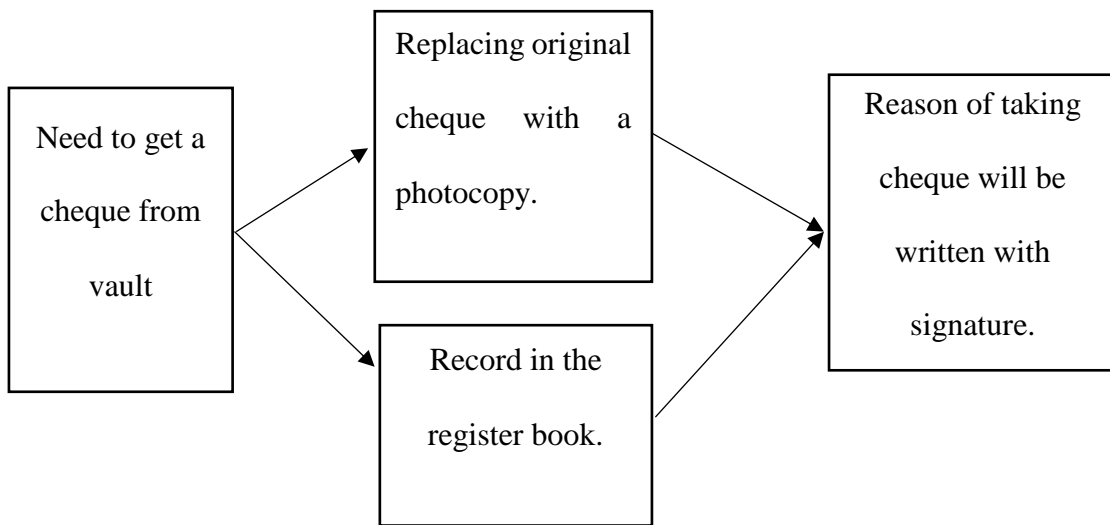 Need to get a
cheque from
vault
Replacing original
cheque with a
photocopy.
Record in the
register book.
Reason of taking
cheque will be
written with
signature.